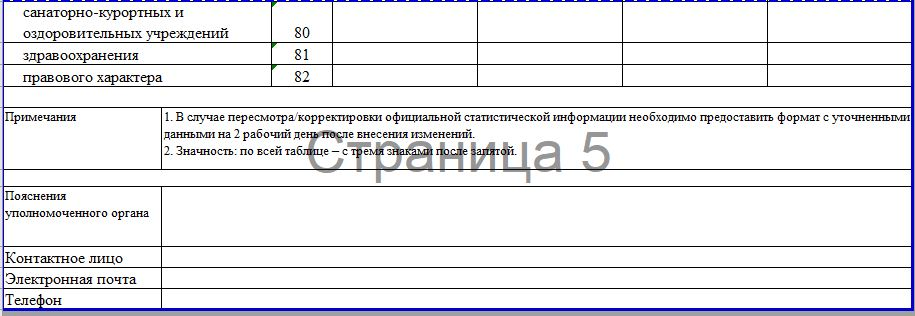 санаторно-курортных и
оздоровительных учреждений 80
здравоохранения 81
правового характера 82
Примечания 1. В случае пересмотра/корректировки официальной статистической информации необходимо предоставить формат с уточненными
данными на 2 рабочий день после внесения изменений.
2. Значность: по всей таблице – с тремя знаками после запятой.
Страница 5
Пояснения
уполномоченного органа
Контактное лицо
Электронная почта
Телефон